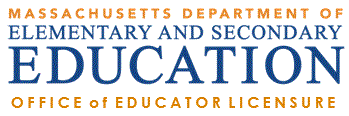 MASSACHUSETTS DEPARTMENT OF
ELEMENTARY AND SECONDARY
EDUCATION
OFFICE of EDUCATOR LICENSURE